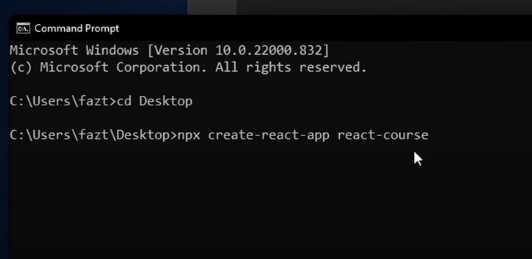 Command Prompt
Microsoft Windows [Version 10.0.22000.832]
(c) Microsoft Corporation. All rights reserved.
C:\Users\fazt>cd Desktop
C:\Users\fazt\Desktop>npx create-react-app react-course